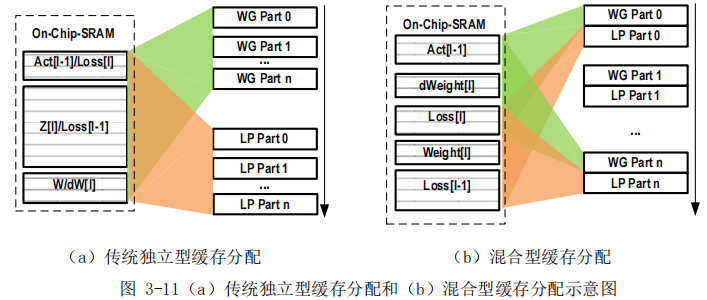 On-Chip-SRAM
Act[l-1]/Loss[l]
Z[l]/Loss[l-1]
W/dW[l]
WG Part 0
WG Part 1
...
WG Part n
LP Part 0
LP Part 1
...
LP Part n
On-Chip-SRAM
Act[l-1]
dWeight[l]
Loss[l]
Weight[l]
Loss[l-1]
WG Part 0
LP Part 0
WG Part 1
LP Part 1
...
WG Part n
LP Part n
（a）传统独立型缓存分配
（b）混合型缓存分配
图 3-11（a）传统独立型缓存分配和（b）混合型缓存分配示意图